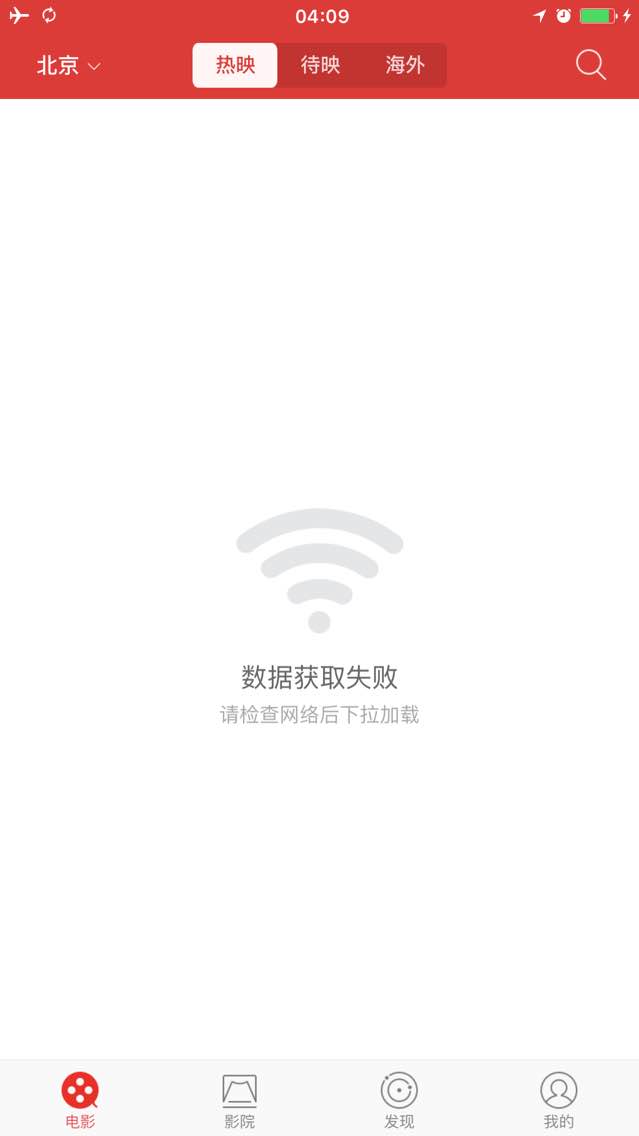 04:09
北京
热映 待映 海外
数据获取失败
请检查网络后下拉加载
电影 影院 发现 我的